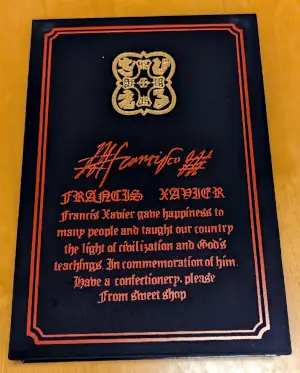 Francisco
FRANCIS XAVIER
Francis Xavier gave happiness to
many people and taught our country
the light of civilization and God's
teachings. In commemoration of him.
Have a confectionery, please
From sweet shop